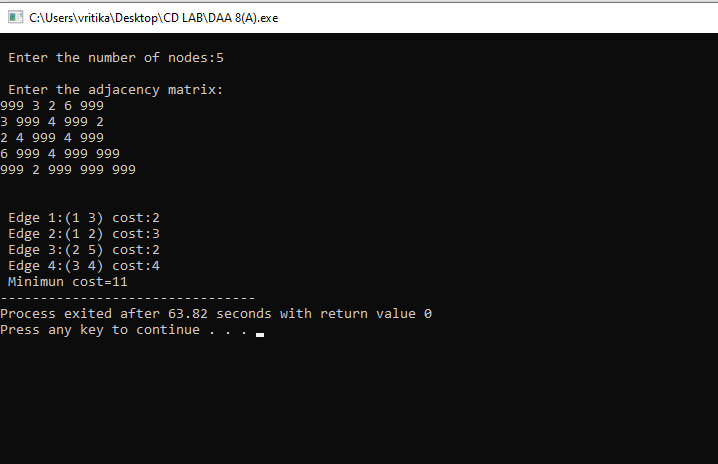 C:\Users\vritika\Desktop\CD LAB\DAA 8(A).exe
Enter the number of nodes:5
Enter the adjacency matrix:
999 3 2 6 999
3 999 4 999 2
2 4 999 4 999
6 999 4 999 999
999 2 999 999 999
Edge 1:(1 3) cost:2
Edge 2:(1 2) cost:3
Edge 3:(2 5) cost:2
Edge 4:(3 4) cost:4
Minimun cost=11
--------------------------------
Process exited after 63.82 seconds with return value 0
Press any key to continue . . .